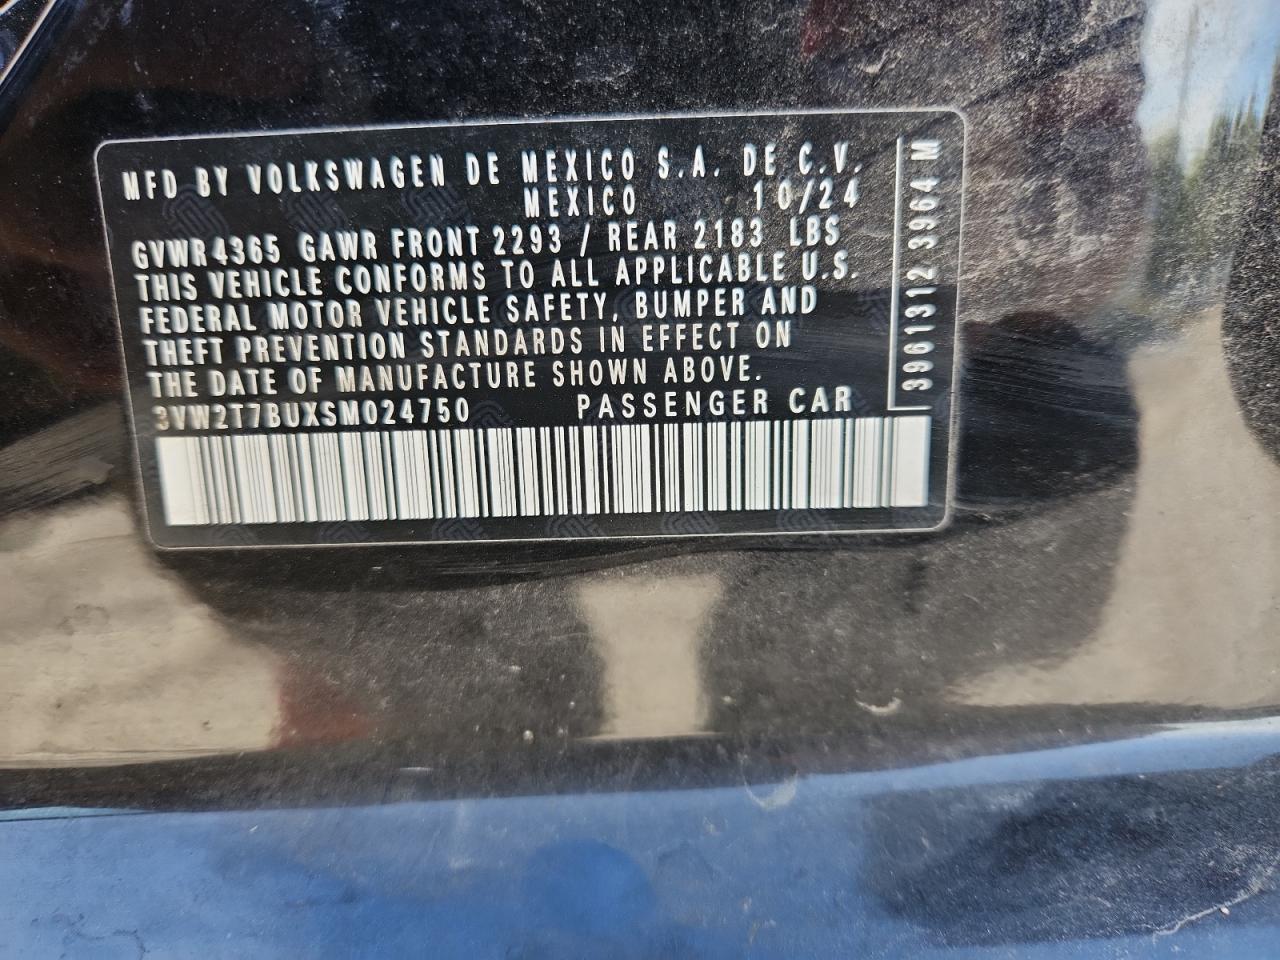 MFD BY VOLKSWAGEN DE MEXICO S.A. DE C.V.
MEXICO 10/24
GVWR 4365 GAWR FRONT 2293 / REAR 2183 LBS
THIS VEHICLE CONFORMS TO ALL APPLICABLE U.S.
FEDERAL MOTOR VEHICLE SAFETY, BUMPER AND
THEFT PREVENTION STANDARDS IN EFFECT ON
THE DATE OF MANUFACTURE SHOWN ABOVE.
3VW2T7BUXSM024750 PASSENGER CAR
3961312 3964 M